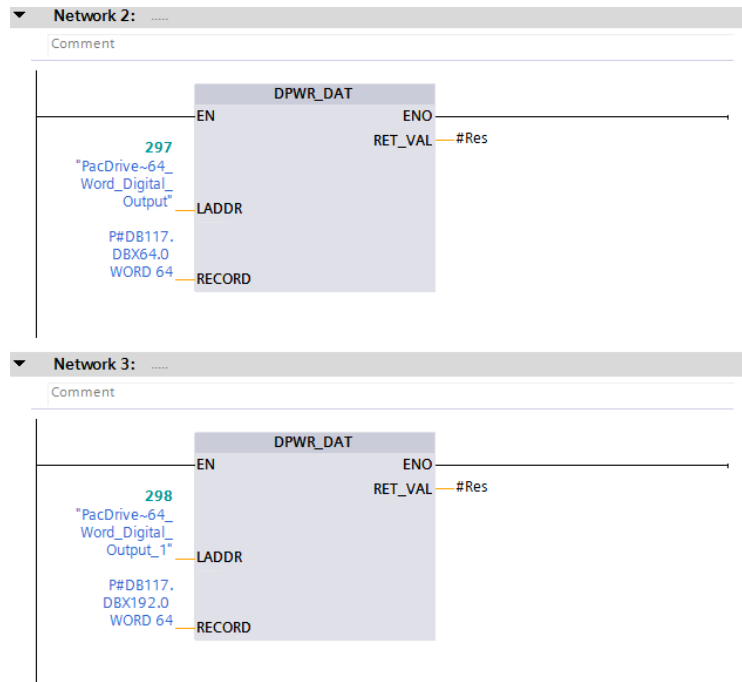 Network 2: .....
Comment
DPWR_DAT
EN ENO
297 RET_VAL #Res
"PacDrive~64_
Word_Digital_
Output" LADDR
P#DB117.
DBX64.0
WORD 64 RECORD
Network 3: .....
Comment
DPWR_DAT
EN ENO
298 RET_VAL #Res
"PacDrive~64_
Word_Digital_
Output_1" LADDR
P#DB117.
DBX192.0
WORD 64 RECORD